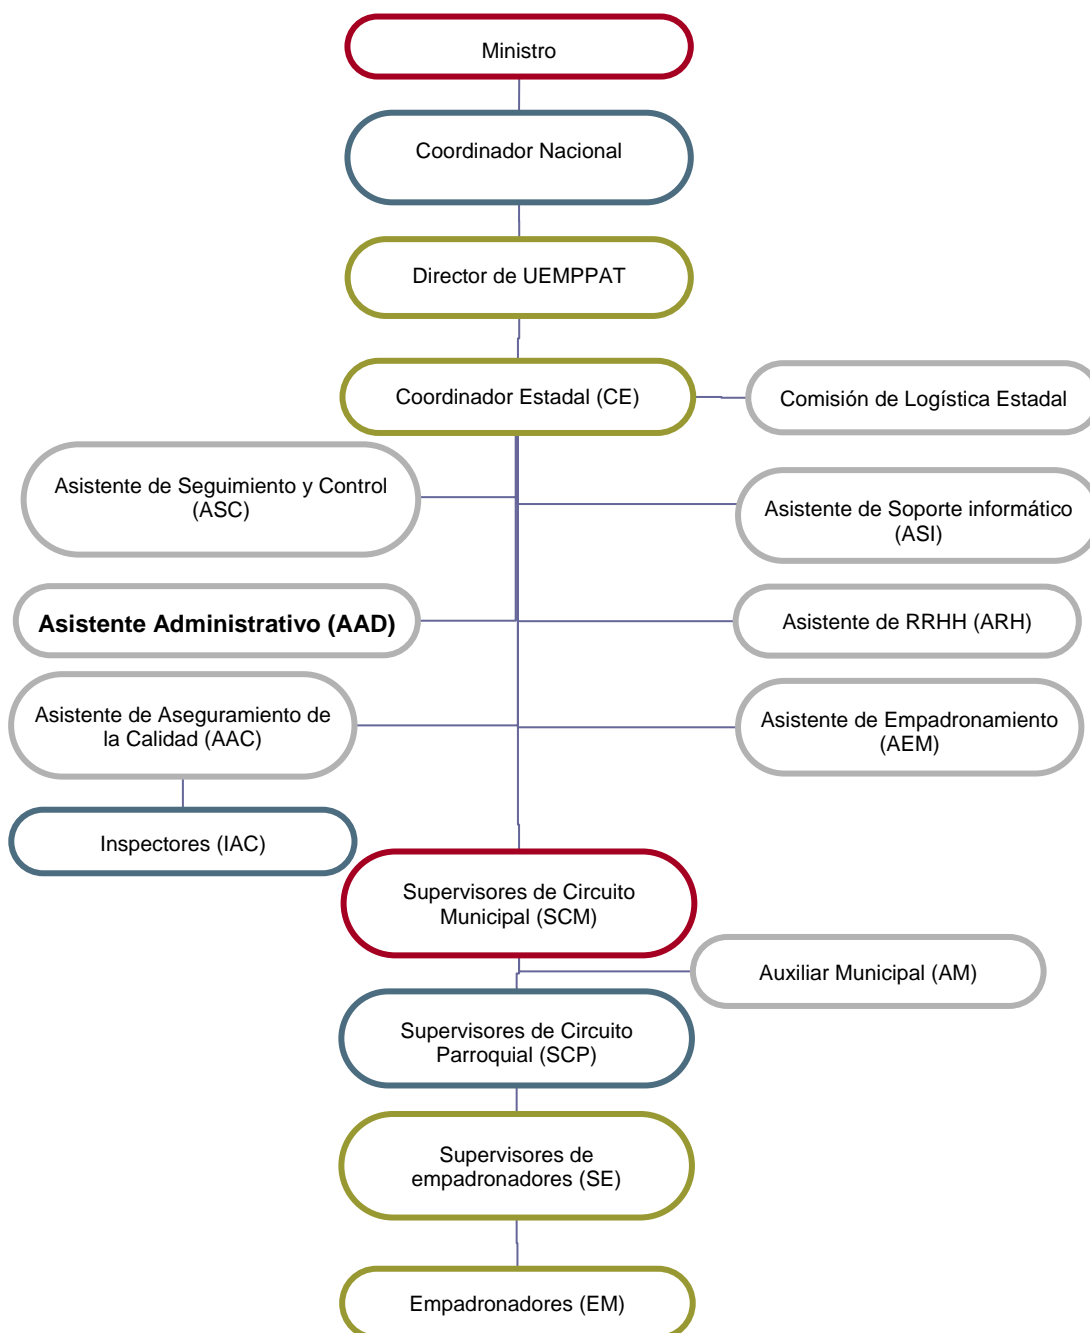 Ministro
Coordinador Nacional
Director de UEMPPAT
Coordinador Estadal (CE)
Comisión de Logística Estadal
Asistente de Seguimiento y Control
(ASC)
Asistente de Soporte informático
(ASI)
Asistente Administrativo (AAD)
Asistente de RRHH (ARH)
Asistente de Aseguramiento de
la Calidad (AAC)
Asistente de Empadronamiento
(AEM)
Inspectores (IAC)
Supervisores de Circuito
Municipal (SCM)
Auxiliar Municipal (AM)
Supervisores de Circuito
Parroquial (SCP)
Supervisores de
empadronadores (SE)
Empadronadores (EM)